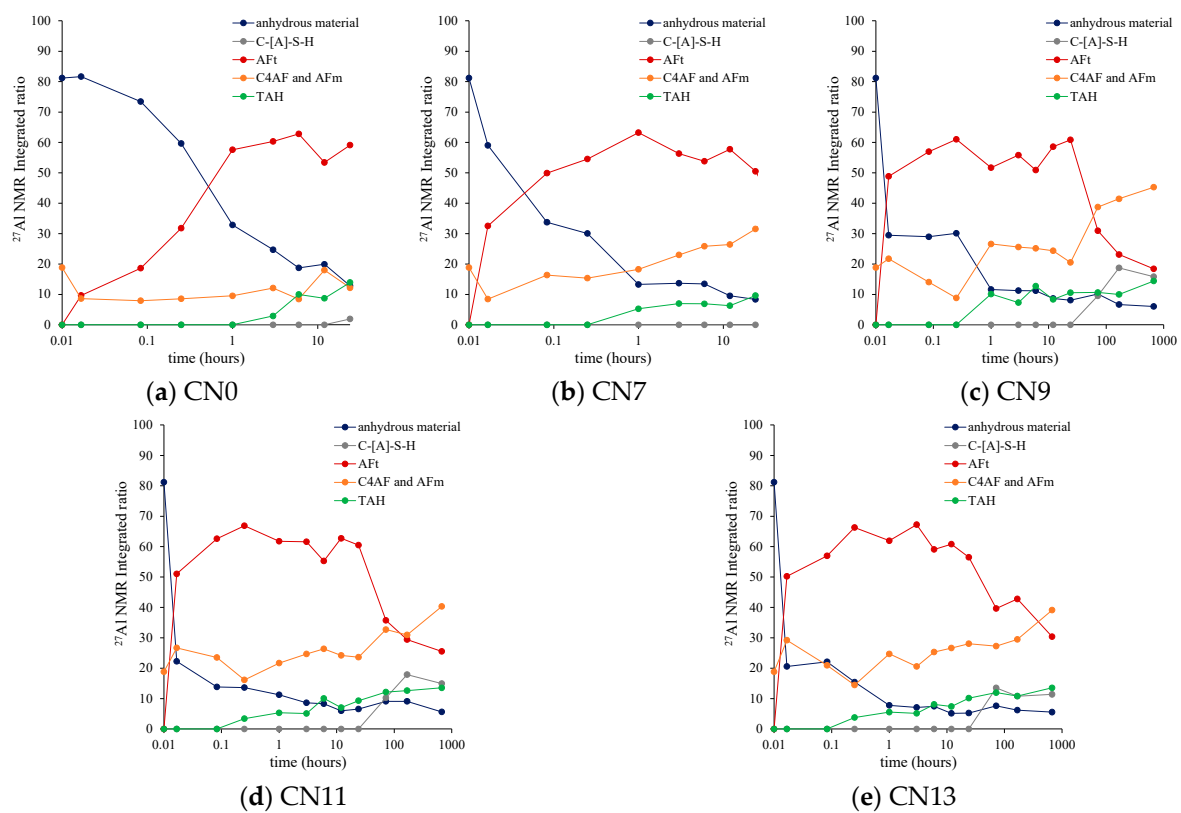 anhydrous material
C-[A]-S-H
AFt
C4AF and AFm
TAH
100
90
80
70
60
50
40
30
20
10
0
²⁷Al NMR Integrated ratio
0.01 0.1 1 10
time (hours)
(a) CN0
anhydrous material
C-[A]-S-H
AFt
C4AF and AFm
TAH
100
90
80
70
60
50
40
30
20
10
0
²⁷Al NMR Integrated ratio
0.01 0.1 1 10
time (hours)
(b) CN7
anhydrous material
C-[A]-S-H
AFt
C4AF and AFm
TAH
100
90
80
70
60
50
40
30
20
10
0
²⁷Al NMR Integrated ratio
0.01 0.1 1 10 100 1000
time (hours)
(c) CN9
anhydrous material
C-[A]-S-H
AFt
C4AF and AFm
TAH
100
90
80
70
60
50
40
30
20
10
0
²⁷Al NMR Integrated ratio
0.01 0.1 1 10 100 1000
time (hours)
(d) CN11
anhydrous material
C-[A]-S-H
AFt
C4AF and AFm
TAH
100
90
80
70
60
50
40
30
20
10
0
²⁷Al NMR Integrated ratio
0.01 0.1 1 10 100 1000
time (hours)
(e) CN13